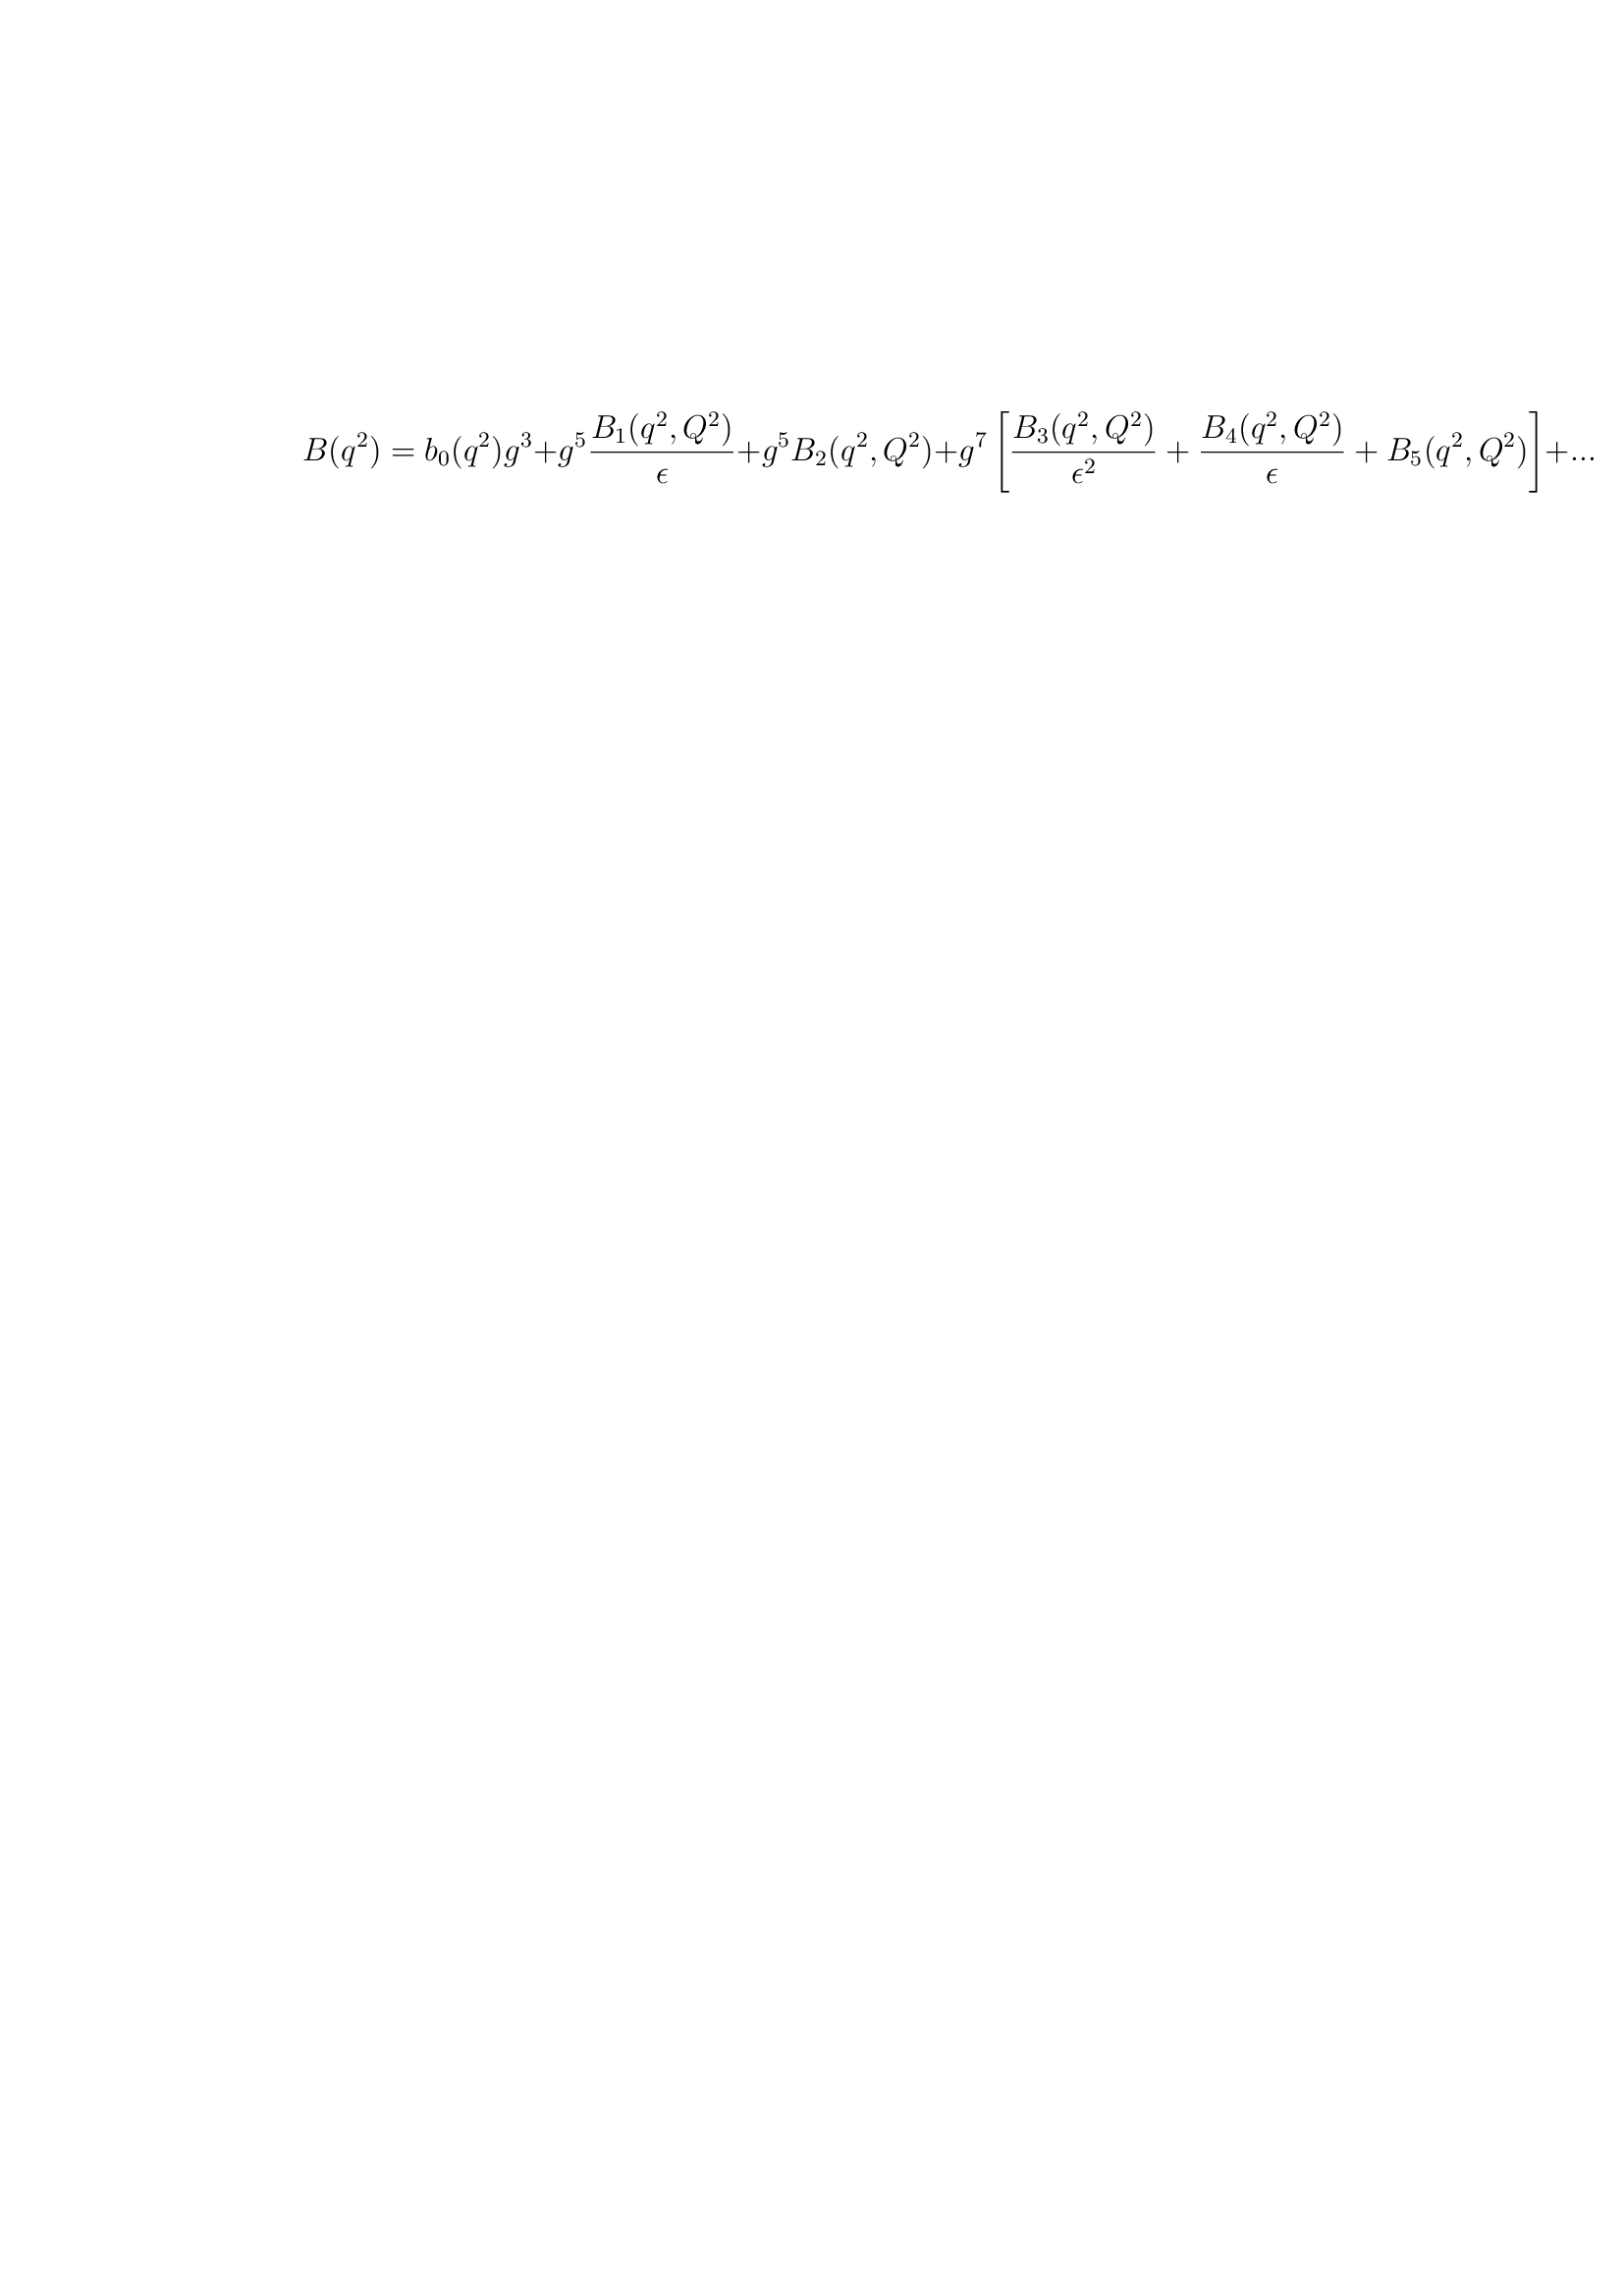 $B(q^2) = b_0(q^2)g^3 + g^5 \frac{B_1(q^2, Q^2)}{\epsilon} + g^5 B_2(q^2, Q^2) + g^7 \left[ \frac{B_3(q^2, Q^2)}{\epsilon^2} + \frac{B_4(q^2, Q^2)}{\epsilon} + B_5(q^2, Q^2) \right] + ...$